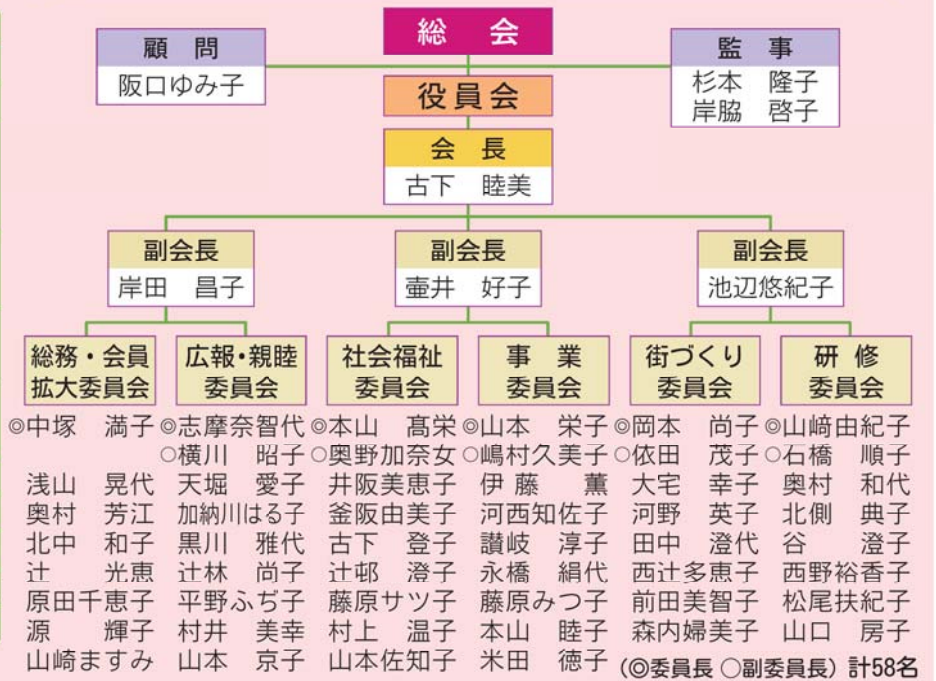 総　会
顧　問
阪口ゆみ子
監　事
杉本　隆子
岸脇　啓子
役員会
会　長
古下　睦美
副会長
岸田　昌子
副会長
壷井　好子
副会長
池辺悠紀子
総務・会員
拡大委員会
◎中塚　満子
浅山　晃代
奥村　芳江
北中　和子
辻　　光恵
原田千恵子
源　　輝子
山崎ますみ
広報・親睦
委員会
◎志摩奈智代
○横川　昭子
天堀　愛子
加納川はる子
黒川　雅代
辻林　尚子
平野ふぢ子
村井　美幸
山本　京子
社会福祉
委員会
◎本山　髙栄
○奥野加奈女
井阪美恵子
釜阪由美子
古下　登子
辻邨　澄子
藤原サツ子
村上　温子
山本佐知子
事　業
委員会
◎山本　栄子
○嶋村久美子
伊藤　　薫
河西知佐子
讃岐　淳子
永橋　絹代
藤原みつ子
本山　睦子
米田　徳子
街づくり
委員会
◎岡本　尚子
○依田　茂子
大宅　幸子
河野　英子
田中　澄代
西辻多恵子
前田美智子
森内婦美子
研　修
委員会
◎山﨑由紀子
○石橋　順子
奥村　和代
北側　典子
谷　　澄子
西野裕香子
松尾扶紀子
山口　房子
(◎委員長 ○副委員長) 計58名